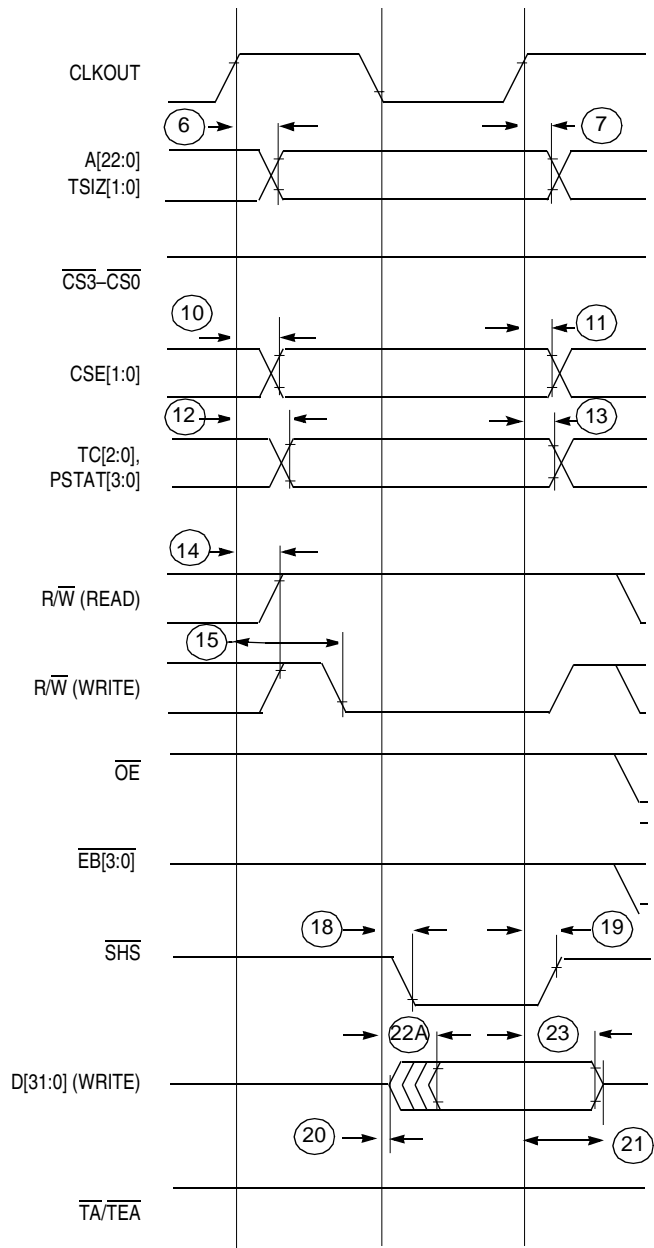 CLKOUT
6 7
A[22:0]
TSIZ[1:0]
CS3–CS0
10 11
CSE[1:0]
12 13
TC[2:0],
PSTAT[3:0]
14
R/W (READ)
15
R/W (WRITE)
OE
EB[3:0]
18 19
SHS
22A 23
D[31:0] (WRITE)
20 21
TA/TEA